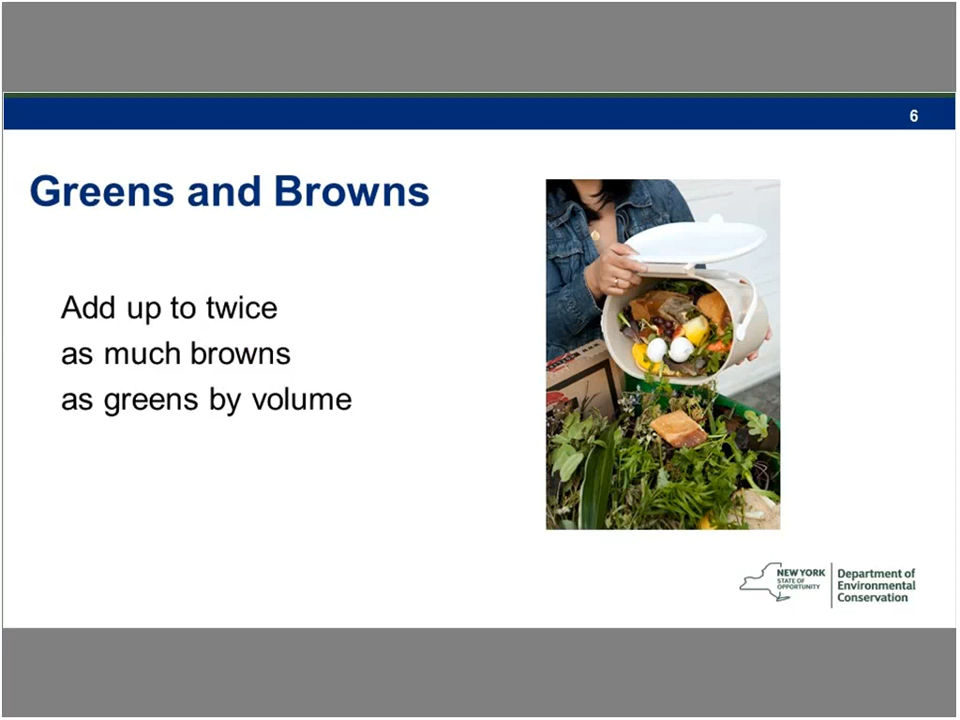 6
Greens and Browns
Add up to twice
as much browns
as greens by volume
NEW YORK
STATE OF
OPPORTUNITY
Department of
Environmental
Conservation